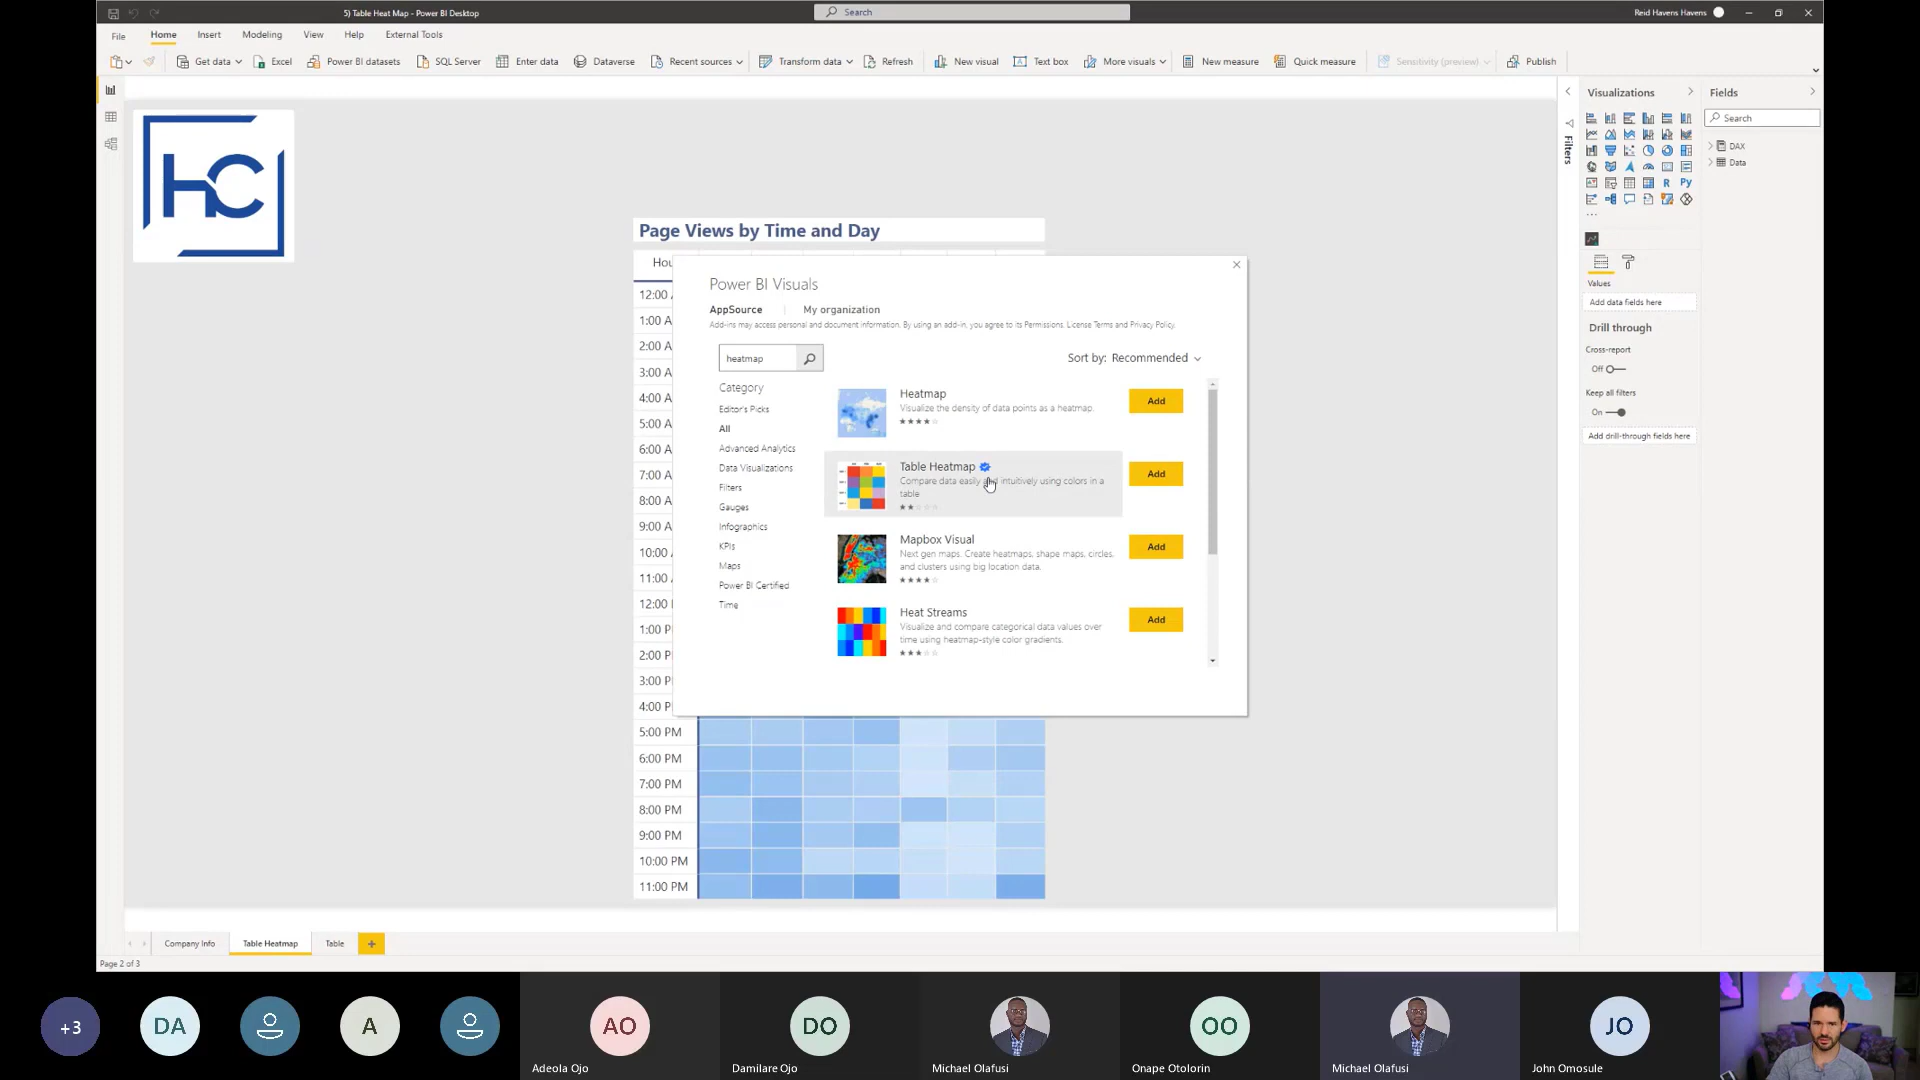 5) Table Heat Map - Power BI Desktop
Search
Reid Havens Havens
File
Home
Insert
Modeling
View
Help
External Tools
Get data
Excel
Power BI datasets
SQL Server
Enter data
Dataverse
Recent sources
Transform data
Refresh
New visual
Text box
More visuals
New measure
Quick measure
Sensitivity (preview)
Publish
hc
Page Views by Time and Day
Hou
12:00
1:00 A
2:00 A
3:00 A
4:00 A
5:00 A
6:00 A
7:00 A
8:00 A
9:00 A
10:00
11:00
12:00
1:00 P
2:00 P
3:00 P
4:00 P
5:00 PM
6:00 PM
7:00 PM
8:00 PM
9:00 PM
10:00 PM
11:00 PM
Power BI Visuals
AppSource
My organization
Add-ins may access personal and document information. By using an add-in, you agree to its Permissions, License Terms and Privacy Policy.
heatmap
Sort by: Recommended
Category
Editor's Picks
All
Advanced Analytics
Data Visualizations
Filters
Gauges
Infographics
KPIs
Maps
Power BI Certified
Time
Heatmap
Visualize the density of data points as a heatmap.
Add
Table Heatmap
Compare data easily and intuitively using colors in a
table
Add
Mapbox Visual
Next gen maps. Create heatmaps, shape maps, circles,
and clusters using big location data.
Add
Heat Streams
Visualize and compare categorical data values over
time using heatmap-style color gradients.
Add
Filters
Visualizations
R
Py
Values
Add data fields here
Drill through
Cross-report
Off
Keep all filters
On
Add drill-through fields here
Fields
Search
DAX
Data
Company Info
Table Heatmap
Table
+
Page 2 of 3
+3
DA
A
AO
Adeola Ojo
DO
Damilare Ojo
Michael Olafusi
OO
Onape Otolorin
Michael Olafusi
JO
John Omosule